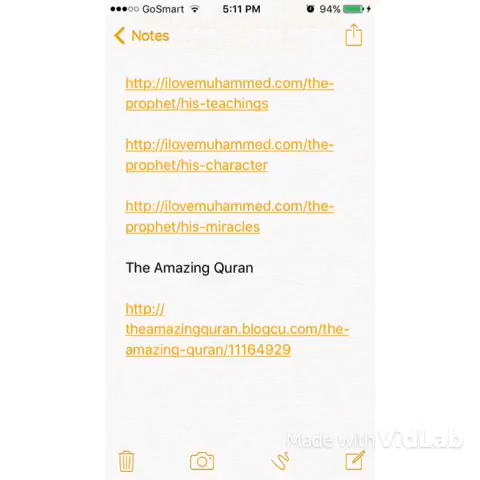 GoSmart 5:11 PM 94%
Notes
http://ilovemuhammed.com/the-
prophet/his-teachings
http://ilovemuhammed.com/the-
prophet/his-character
http://ilovemuhammed.com/the-
prophet/his-miracles
The Amazing Quran
http://
theamazingquran.blogcu.com/the-
amazing-quran/11164929
Made with VidLab